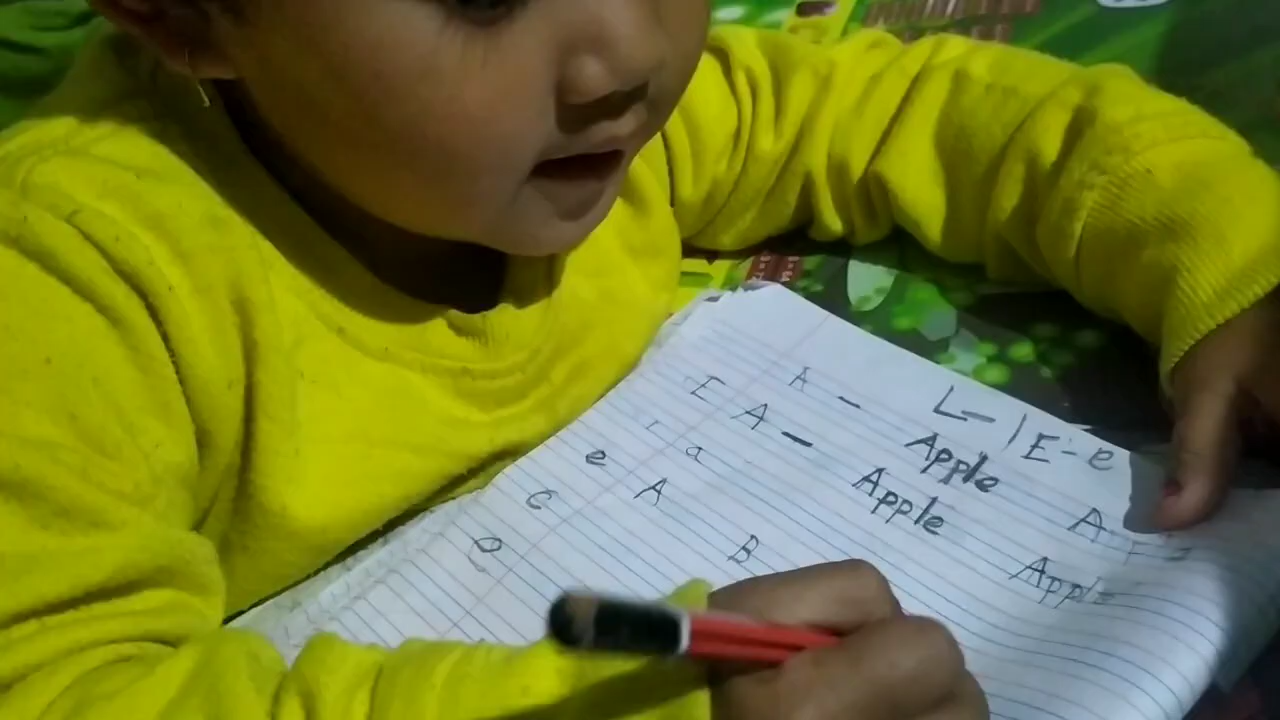 L- | E - e
A - Apple
E A - Apple A - -
a Apple
e A
C B
O